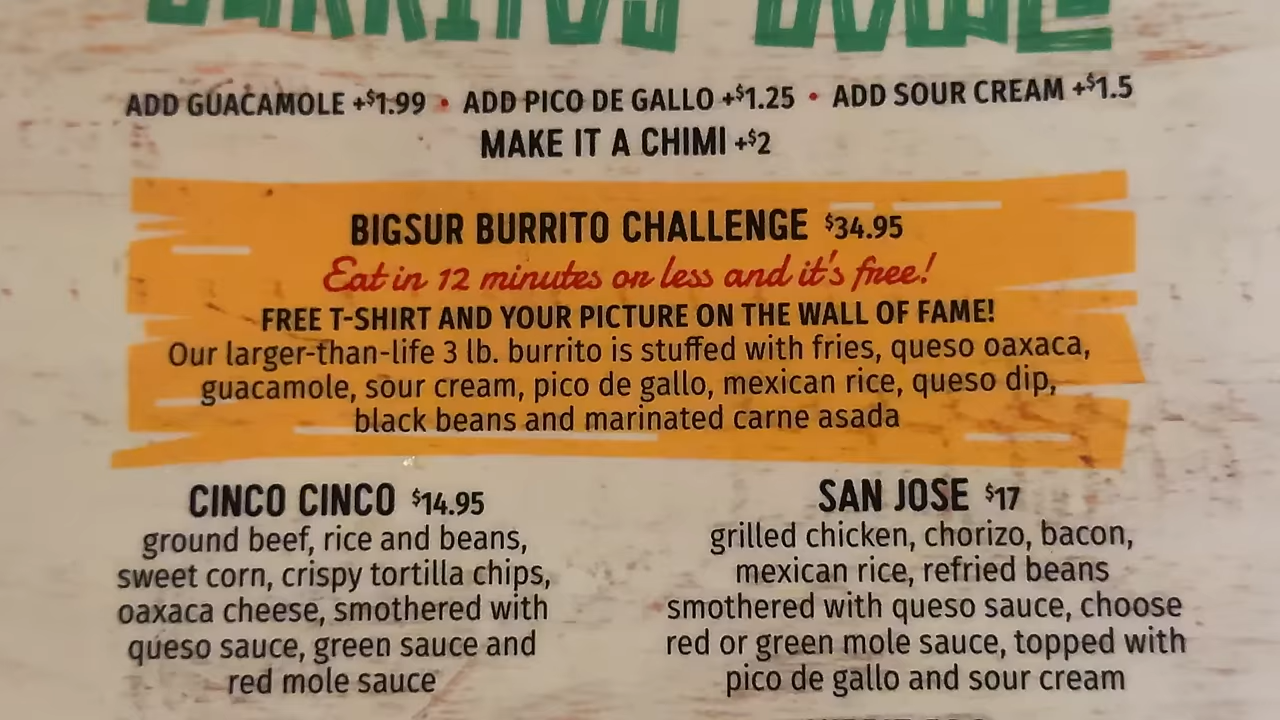 BURRITOS BOWL
ADD GUACAMOLE +$1.99 • ADD PICO DE GALLO +$1.25 • ADD SOUR CREAM +$1.5
MAKE IT A CHIMI +$2
BIGSUR BURRITO CHALLENGE $34.95
Eat in 12 minutes or less and it's free!
FREE T-SHIRT AND YOUR PICTURE ON THE WALL OF FAME!
Our larger-than-life 3 lb. burrito is stuffed with fries, queso oaxaca,
guacamole, sour cream, pico de gallo, mexican rice, queso dip,
black beans and marinated carne asada
CINCO CINCO $14.95
ground beef, rice and beans,
sweet corn, crispy tortilla chips,
oaxaca cheese, smothered with
queso sauce, green sauce and
red mole sauce
SAN JOSE $17
grilled chicken, chorizo, bacon,
mexican rice, refried beans
smothered with queso sauce, choose
red or green mole sauce, topped with
pico de gallo and sour cream